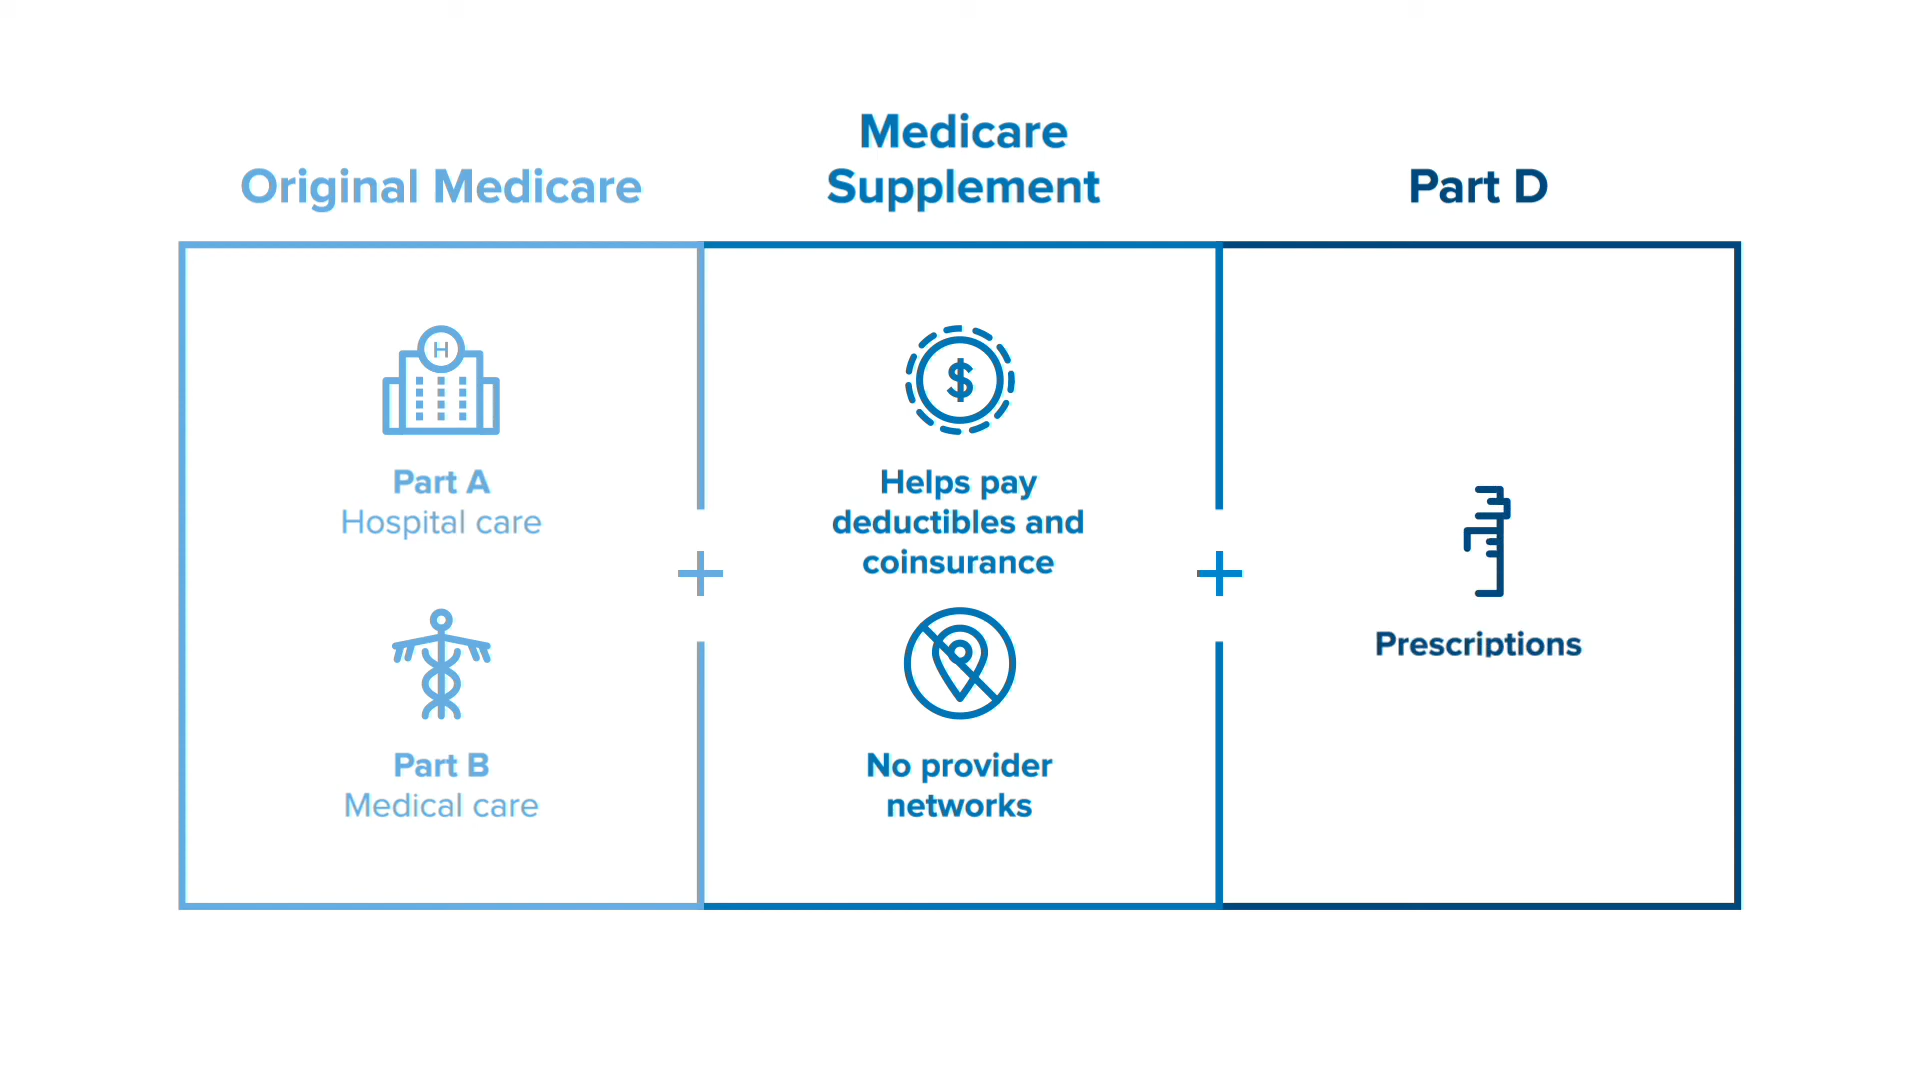 Original Medicare
H
Part A
Hospital care
Part B
Medical care
+
Medicare
Supplement
$
Helps pay
deductibles and
coinsurance
No provider
networks
+
Part D
Prescriptions